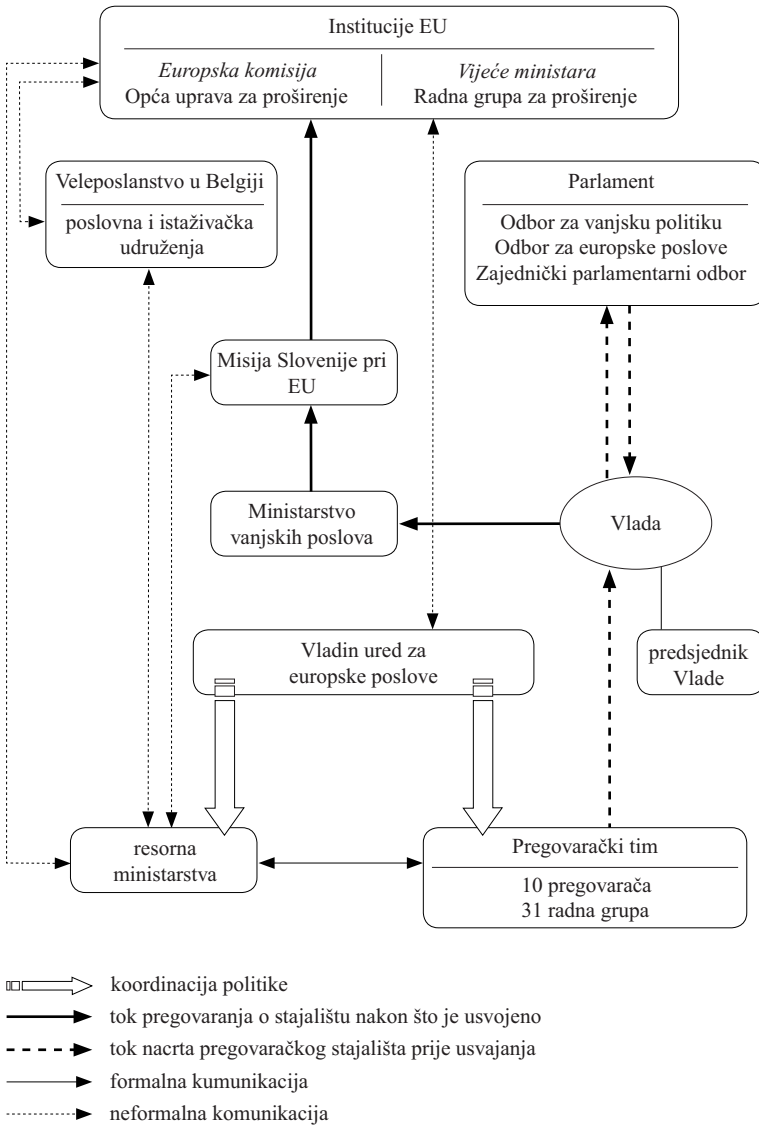 Institucije EU
Europska komisija
Opća uprava za proširenje
Vijeće ministara
Radna grupa za proširenje
Veleposlanstvo u Belgiji
poslovna i istaživačka
udruženja
Parlament
Odbor za vanjsku politiku
Odbor za europske poslove
Zajednički parlamentarni odbor
Misija Slovenije pri
EU
Ministarstvo
vanjskih poslova
Vlada
Vladin ured za
europske poslove
predsjednik
Vlade
resorna
ministarstva
Pregovarački tim
10 pregovarača
31 radna grupa
koordinacija politike
tok pregovaranja o stajalištu nakon što je usvojeno
tok nacrta pregovaračkog stajališta prije usvajanja
formalna kumunikacija
neformalna komunikacija